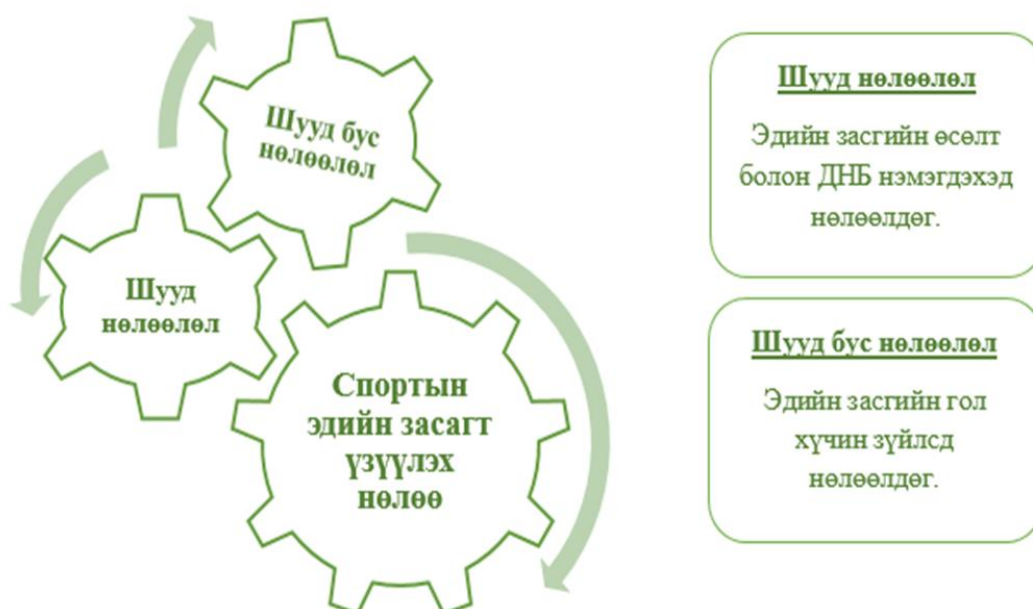 Шууд бус
нөлөөлөл
Шууд
нөлөөлөл
Спортын
эдийн засагт
үзүүлэх
нөлөө
Шууд нөлөөлөл
Эдийн засгийн өсөлт
болон ДНБ нэмэгдэхэд
нөлөөлдөг.
Шууд бус нөлөөлөл
Эдийн засгийн гол
хүчин зүйлсд
нөлөөлдөг.